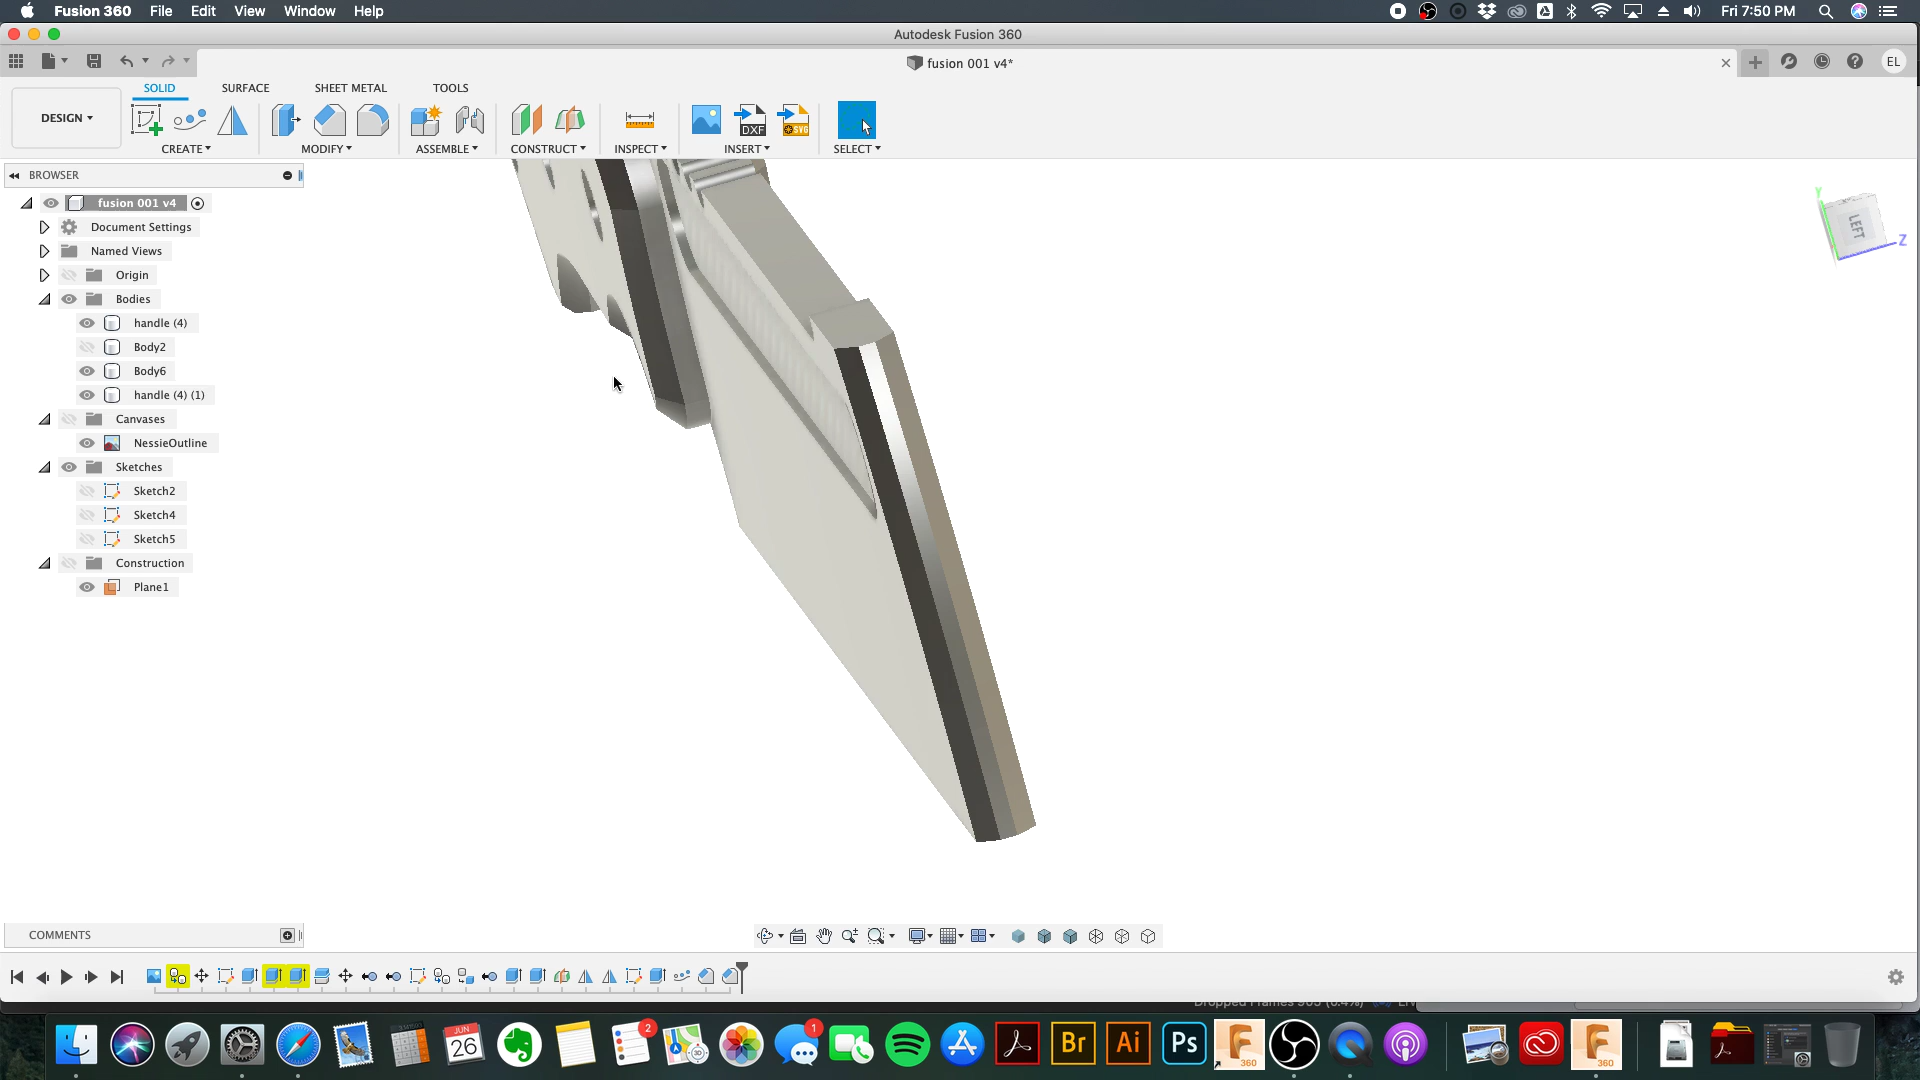 Fusion 360 File Edit View Window Help Fri 7:50 PM
Autodesk Fusion 360
fusion 001 v4* EL
SOLID SURFACE SHEET METAL TOOLS
DESIGN
DXF SVG
CREATE MODIFY ASSEMBLE CONSTRUCT INSPECT INSERT SELECT
BROWSER
fusion 001 v4
Document Settings
Named Views
Origin
Bodies
handle (4)
Body2
Body6
handle (4) (1)
Canvases
NessieOutline
Sketches
Sketch2
Sketch4
Sketch5
Construction
Plane1
Y
LEFT
Z
COMMENTS
JUN
26
2
1
Br
Ai
Ps
360
360